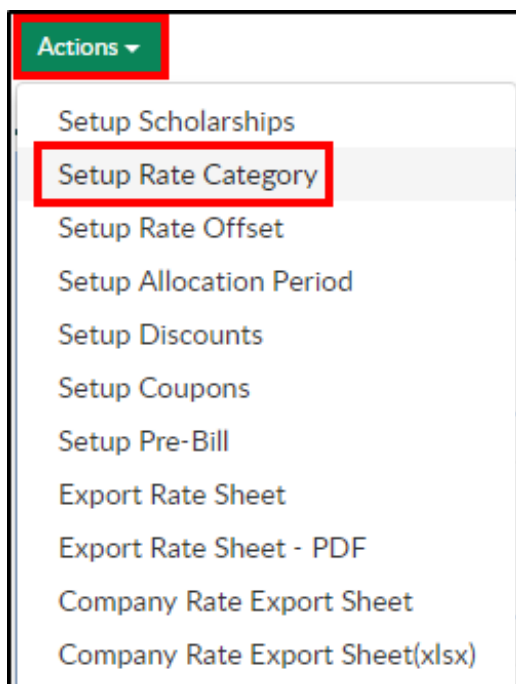 Actions
Setup Scholarships
Setup Rate Category
Setup Rate Offset
Setup Allocation Period
Setup Discounts
Setup Coupons
Setup Pre-Bill
Export Rate Sheet
Export Rate Sheet - PDF
Company Rate Export Sheet
Company Rate Export Sheet(xlsx)